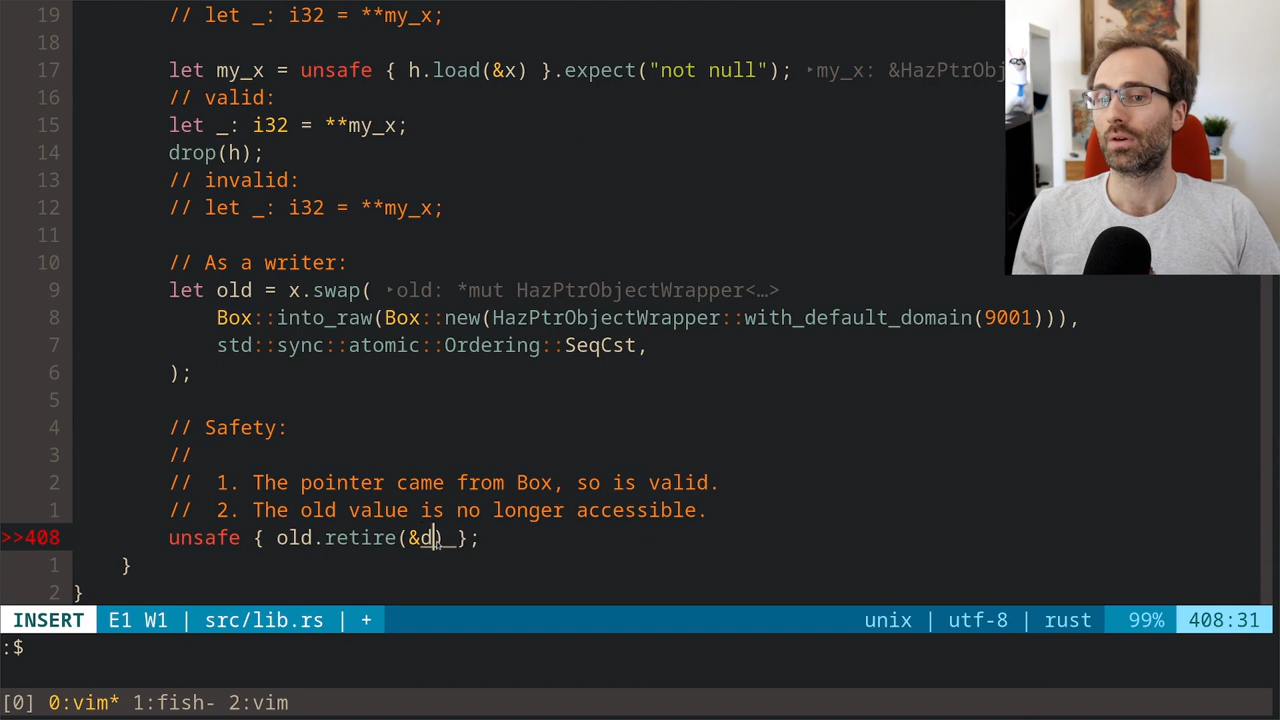 19 // let _: i32 = **my_x;
18
17 let my_x = unsafe { h.load(&x) }.expect("not null"); ‣my_x: &HazPtrObj
16 // valid:
15 let _: i32 = **my_x;
14 drop(h);
13 // invalid:
12 // let _: i32 = **my_x;
11
10 // As a writer:
9 let old = x.swap( ‣old: *mut HazPtrObjectWrapper<…>
8 Box::into_raw(Box::new(HazPtrObjectWrapper::with_default_domain(9001))),
7 std::sync::atomic::Ordering::SeqCst,
6 );
5
4 // Safety:
3 //
2 //  1. The pointer came from Box, so is valid.
1 //  2. The old value is no longer accessible.
>>408 unsafe { old.retire(&d) };
1 }
2 }
INSERT E1 W1 | src/lib.rs | + unix | utf-8 | rust 99% 408:31
:$
[0] 0:vim* 1:fish- 2:vim